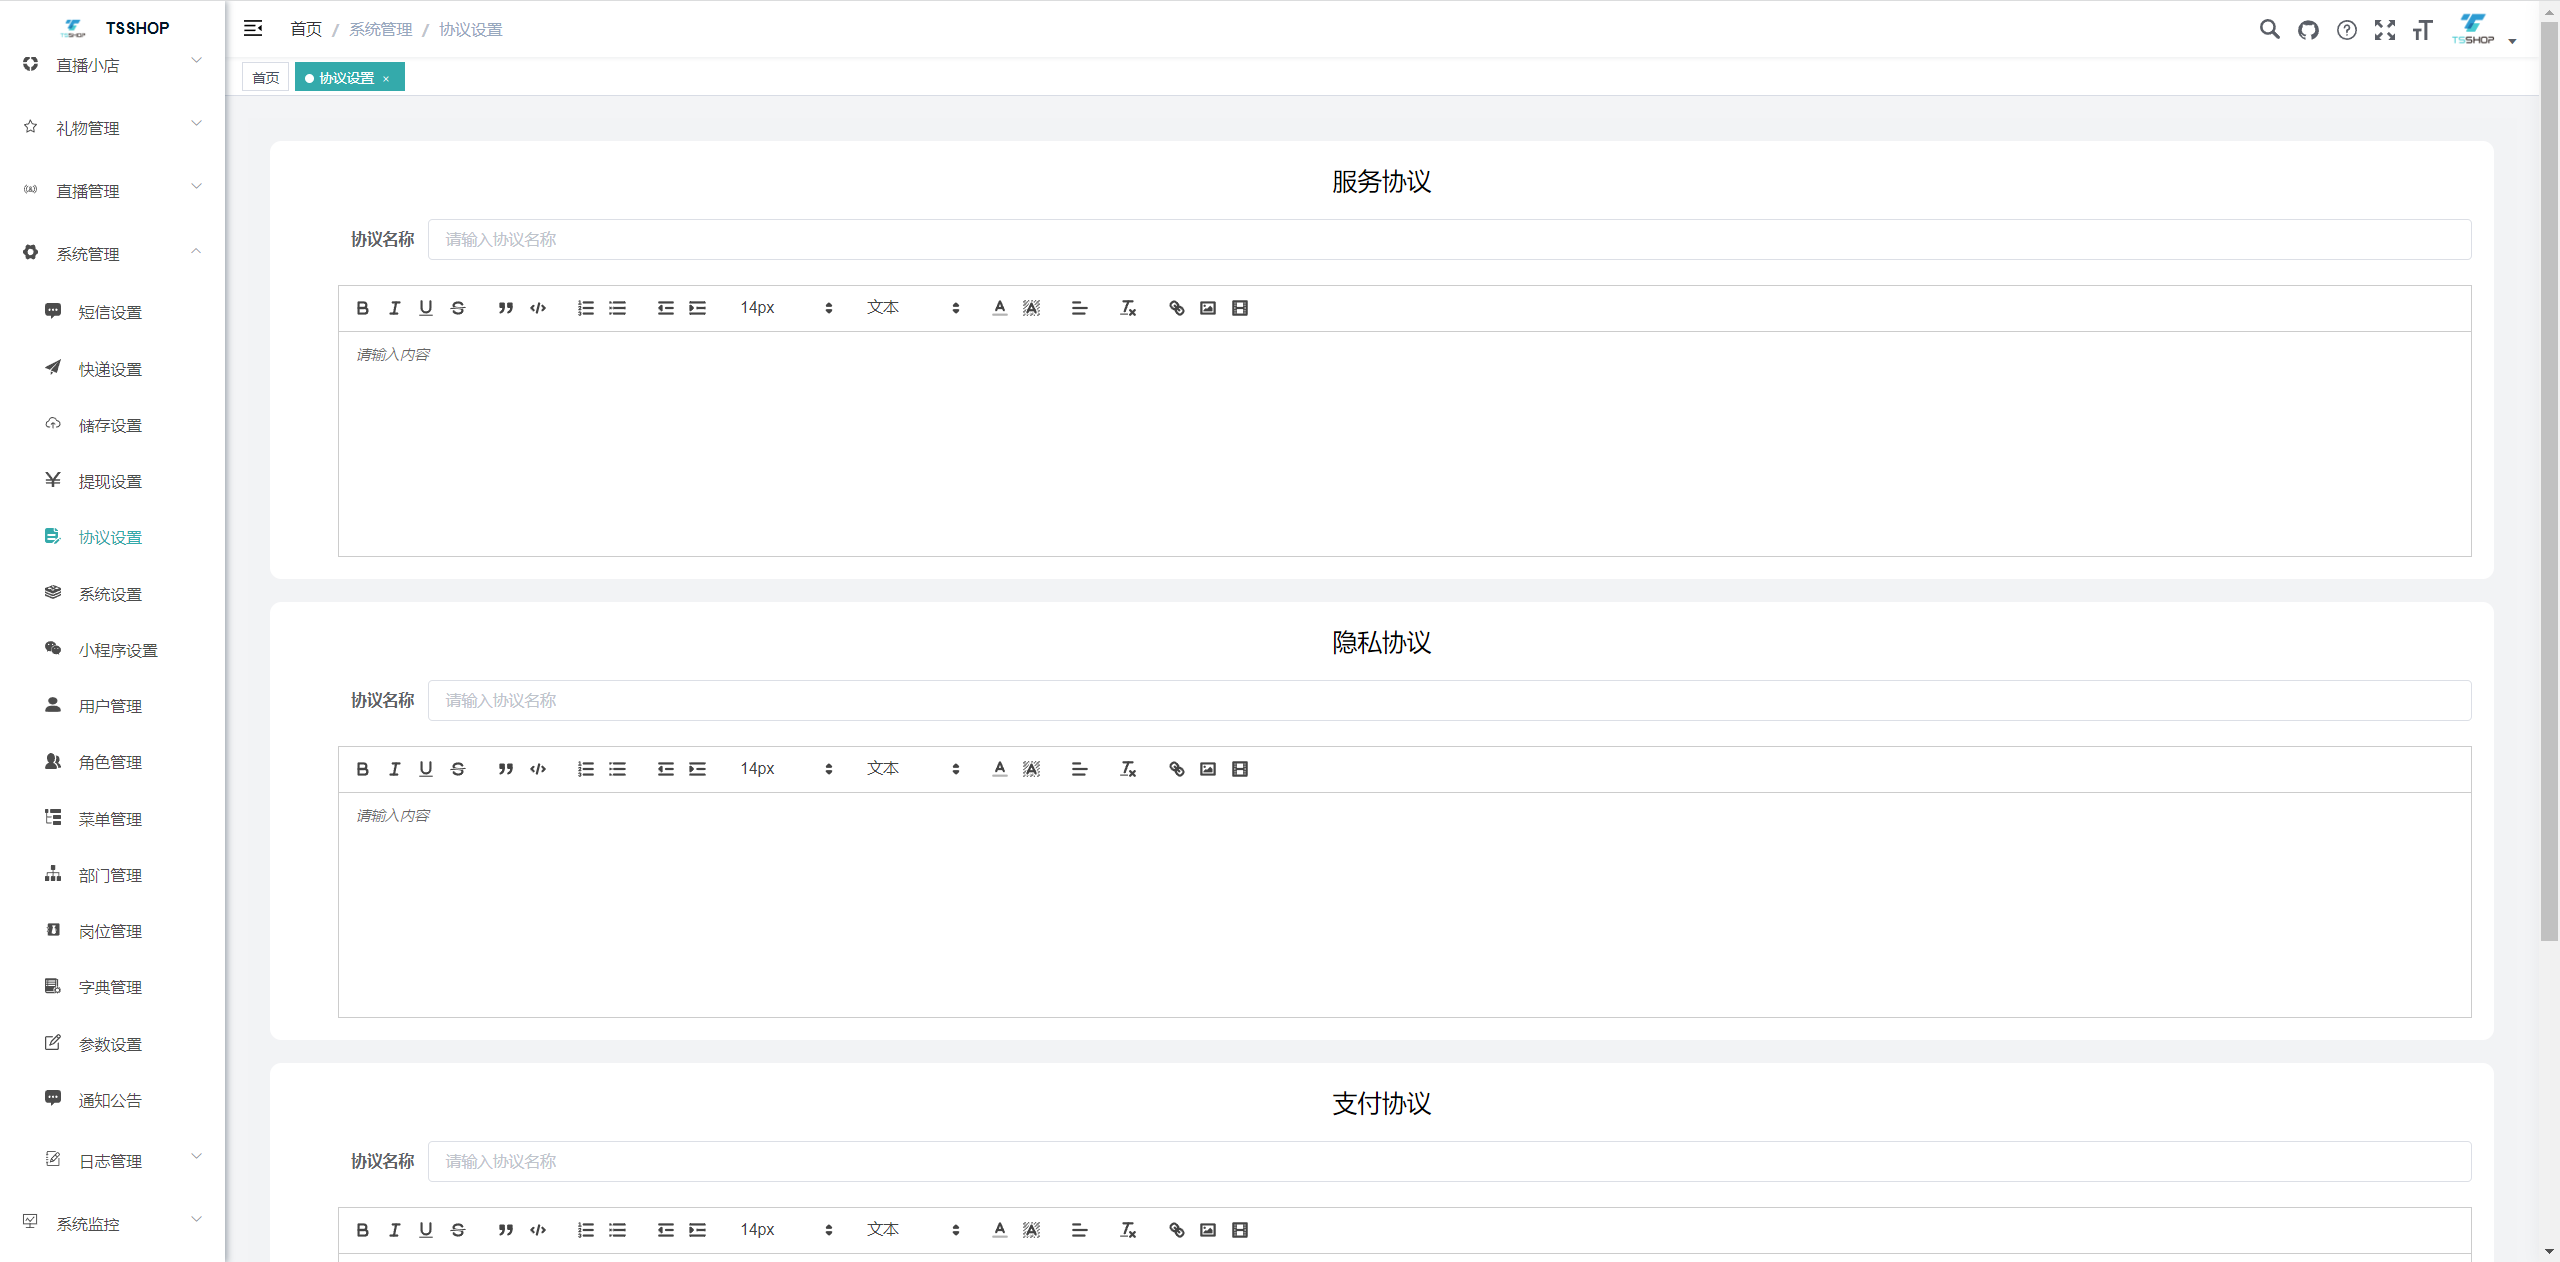 TSSHOP
直播小店
礼物管理
直播管理
系统管理
短信设置
快递设置
储存设置
提现设置
协议设置
系统设置
小程序设置
用户管理
角色管理
菜单管理
部门管理
岗位管理
字典管理
参数设置
通知公告
日志管理
系统监控
首页 / 系统管理 / 协议设置
TSSHOP
首页
协议设置 ×
服务协议
协议名称 请输入协议名称
14px 文本
请输入内容
隐私协议
协议名称 请输入协议名称
14px 文本
请输入内容
支付协议
协议名称 请输入协议名称
14px 文本